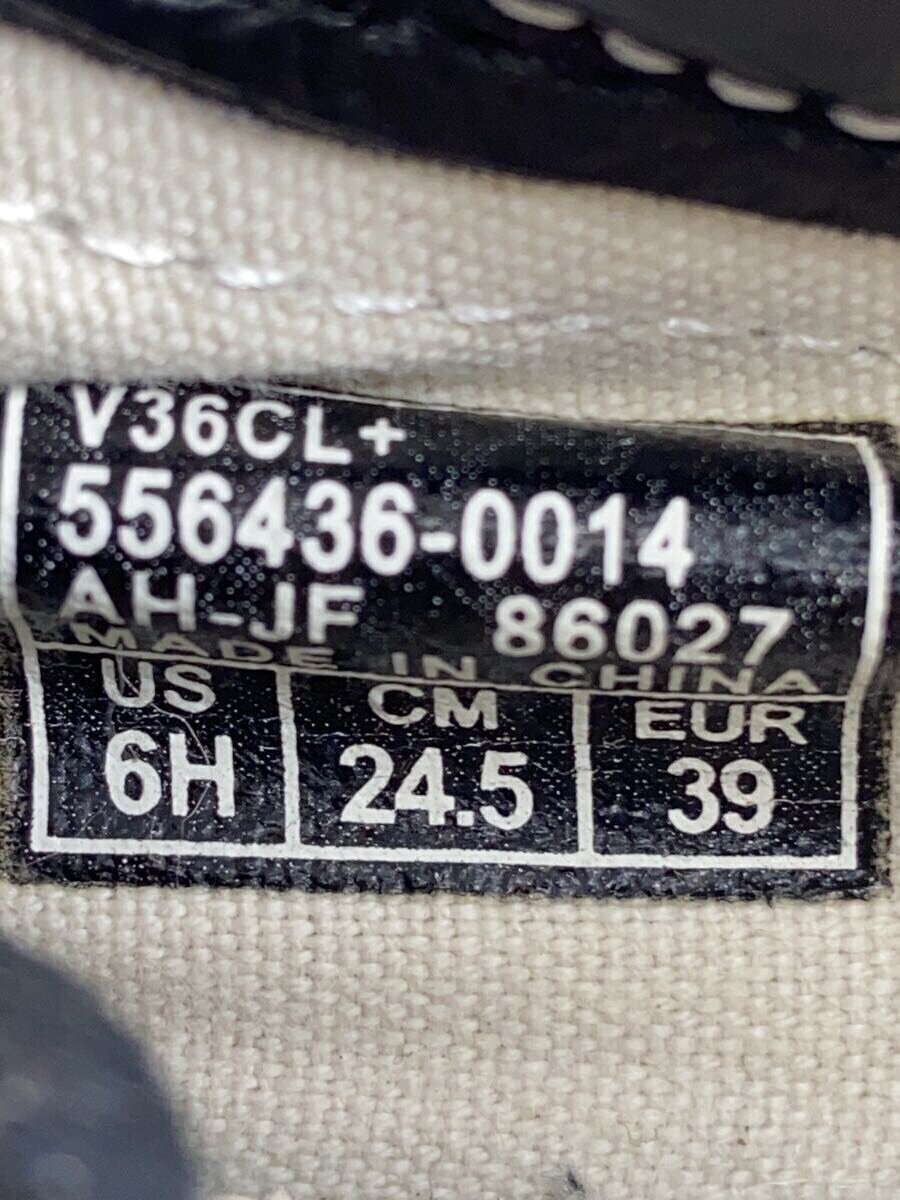 V36CL+
556436-0014
AH-JF 86027
MADE IN CHINA
US CM EUR
6H 24.5 39